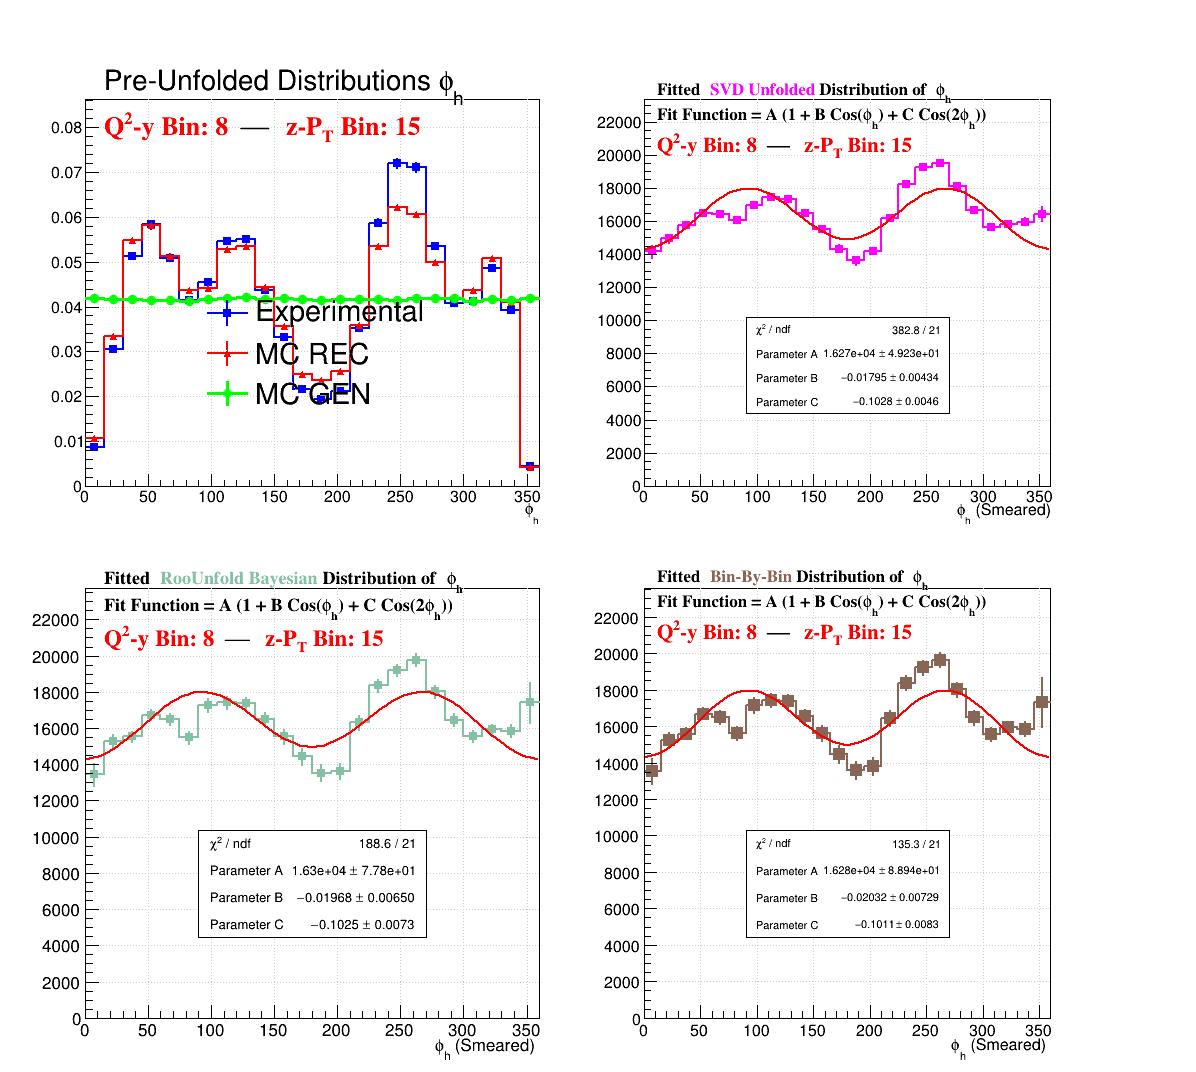 Pre-Unfolded Distributions ϕh
Q2-y Bin: 8 — z-PT Bin: 15
0.08
0.07
0.06
0.05
0.04
0.03
0.02
0.01
0
Experimental
MC REC
MC GEN
0 50 100 150 200 250 300 350
ϕh
Fitted SVD Unfolded Distribution of ϕh
Fit Function = A (1 + B Cos(ϕh) + C Cos(2ϕh))
Q2-y Bin: 8 — z-PT Bin: 15
22000
20000
18000
16000
14000
12000
10000
8000
6000
4000
2000
0
χ2 / ndf 382.8 / 21
Parameter A 1.627e+04 ± 4.923e+01
Parameter B −0.01795 ± 0.00434
Parameter C −0.1028 ± 0.0046
0 50 100 150 200 250 300 350
ϕh (Smeared)
Fitted RooUnfold Bayesian Distribution of ϕh
Fit Function = A (1 + B Cos(ϕh) + C Cos(2ϕh))
Q2-y Bin: 8 — z-PT Bin: 15
22000
20000
18000
16000
14000
12000
10000
8000
6000
4000
2000
0
χ2 / ndf 188.6 / 21
Parameter A 1.63e+04 ± 7.78e+01
Parameter B −0.01968 ± 0.00650
Parameter C −0.1025 ± 0.0073
0 50 100 150 200 250 300 350
ϕh (Smeared)
Fitted Bin-By-Bin Distribution of ϕh
Fit Function = A (1 + B Cos(ϕh) + C Cos(2ϕh))
Q2-y Bin: 8 — z-PT Bin: 15
22000
20000
18000
16000
14000
12000
10000
8000
6000
4000
2000
0
χ2 / ndf 135.3 / 21
Parameter A 1.628e+04 ± 8.894e+01
Parameter B −0.02032 ± 0.00729
Parameter C −0.1011 ± 0.0083
0 50 100 150 200 250 300 350
ϕh (Smeared)